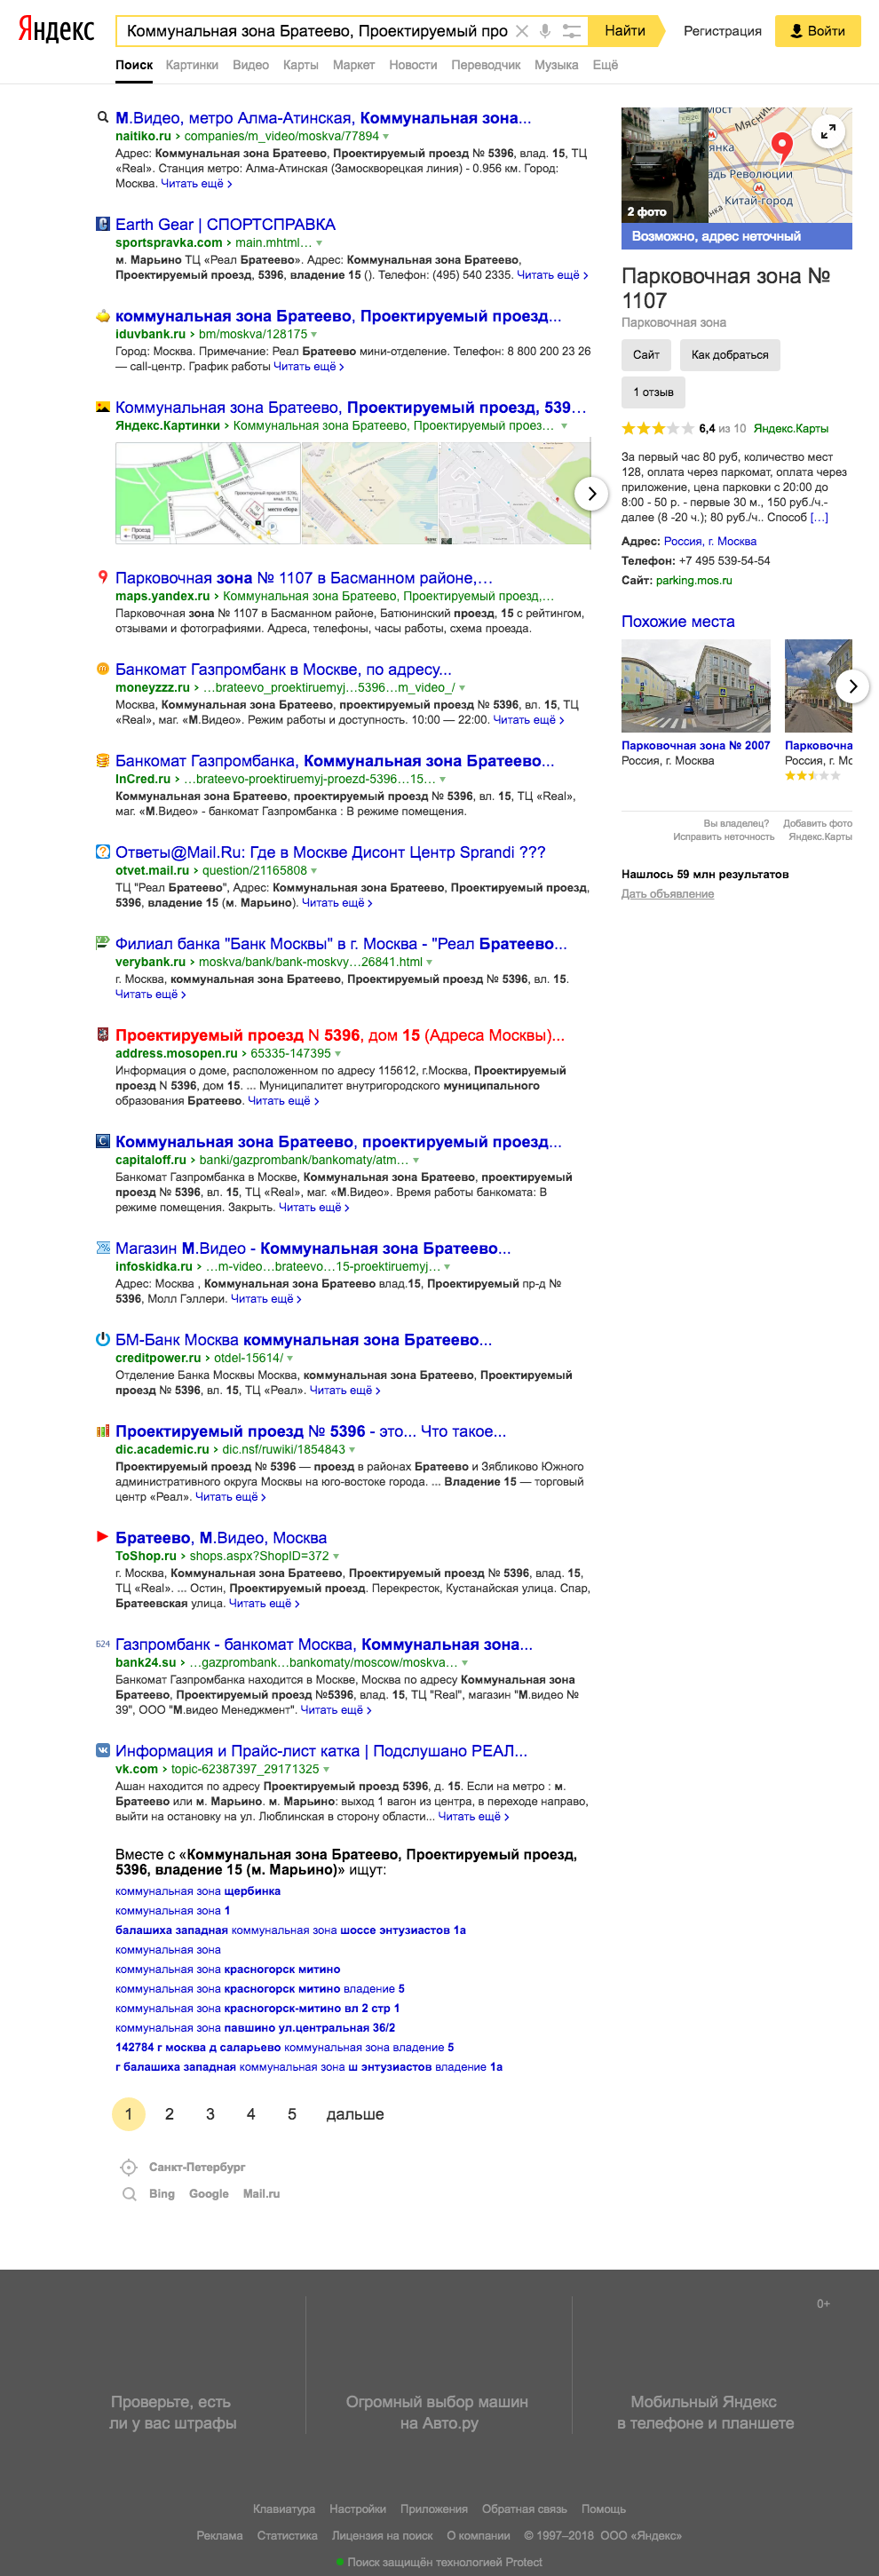 Яндекс
Коммунальная зона Братеево, Проектируемый про
Найти
Регистрация
Войти
Поиск Картинки Видео Карты Маркет Новости Переводчик Музыка Ещё
М.Видео, метро Алма-Атинская, Коммунальная зона...
naitiko.ru › companies/m_video/moskva/77894
Адрес: Коммунальная зона Братеево, Проектируемый проезд № 5396, влад. 15, ТЦ
«Real». Станция метро: Алма-Атинская (Замоскворецкая линия) - 0.956 км. Город:
Москва. Читать ещё ›
Earth Gear | СПОРТСПРАВКА
sportspravka.com › main.mhtml…
м. Марьино ТЦ «Реал Братеево». Адрес: Коммунальная зона Братеево,
Проектируемый проезд, 5396, владение 15 (). Телефон: (495) 540 2335. Читать ещё ›
коммунальная зона Братеево, Проектируемый проезд...
iduvbank.ru › bm/moskva/128175
Город: Москва. Примечание: Реал Братеево мини-отделение. Телефон: 8 800 200 23 26
— call-центр. График работы Читать ещё ›
Коммунальная зона Братеево, Проектируемый проезд, 539…
Яндекс.Картинки › Коммунальная зона Братеево, Проектируемый проез…
Парковочная зона № 1107 в Басманном районе,…
maps.yandex.ru › Коммунальная зона Братеево, Проектируемый проезд,…
Парковочная зона № 1107 в Басманном районе, Батюнинский проезд, 15 с рейтингом,
отзывами и фотографиями. Адреса, телефоны, часы работы, схема проезда.
Банкомат Газпромбанк в Москве, по адресу...
moneyzzz.ru › …brateevo_proektiruemyj…5396…m_video_/
Москва, Коммунальная зона Братеево, проектируемый проезд № 5396, вл. 15, ТЦ
«Real», маг. «М.Видео». Режим работы и доступность. 10:00 — 22:00. Читать ещё ›
Банкомат Газпромбанка, Коммунальная зона Братеево...
InCred.ru › …brateevo-proektiruemyj-proezd-5396…15…
Коммунальная зона Братеево, проектируемый проезд № 5396, вл. 15, ТЦ «Real»,
маг. «М.Видео» - банкомат Газпромбанка : В режиме помещения.
Ответы@Mail.Ru: Где в Москве Дисонт Центр Sprandi ???
otvet.mail.ru › question/21165808
ТЦ "Реал Братеево", Адрес: Коммунальная зона Братеево, Проектируемый проезд,
5396, владение 15 (м. Марьино). Читать ещё ›
Филиал банка "Банк Москвы" в г. Москва - "Реал Братеево...
verybank.ru › moskva/bank/bank-moskvy…26841.html
г. Москва, коммунальная зона Братеево, Проектируемый проезд № 5396, вл. 15.
Читать ещё ›
Проектируемый проезд N 5396, дом 15 (Адреса Москвы)...
address.mosopen.ru › 65335-147395
Информация о доме, расположенном по адресу 115612, г.Москва, Проектируемый
проезд N 5396, дом 15. ... Муниципалитет внутригородского муниципального
образования Братеево. Читать ещё ›
Коммунальная зона Братеево, проектируемый проезд...
capitaloff.ru › banki/gazprombank/bankomaty/atm…
Банкомат Газпромбанка в Москве, Коммунальная зона Братеево, проектируемый
проезд № 5396, вл. 15, ТЦ «Real», маг. «М.Видео». Время работы банкомата: В
режиме помещения. Закрыть. Читать ещё ›
Магазин М.Видео - Коммунальная зона Братеево...
infoskidka.ru › …m-video…brateevo…15-proektiruemyj…
Адрес: Москва , Коммунальная зона Братеево влад.15, Проектируемый пр-д №
5396, Молл Гэллери. Читать ещё ›
БМ-Банк Москва коммунальная зона Братеево...
creditpower.ru › otdel-15614/
Отделение Банка Москвы Москва, коммунальная зона Братеево, Проектируемый
проезд № 5396, вл. 15, ТЦ «Реал». Читать ещё ›
Проектируемый проезд № 5396 - это... Что такое...
dic.academic.ru › dic.nsf/ruwiki/1854843
Проектируемый проезд № 5396 — проезд в районах Братеево и Зябликово Южного
административного округа Москвы на юго-востоке города. ... Владение 15 — торговый
центр «Реал». Читать ещё ›
Братеево, М.Видео, Москва
ToShop.ru › shops.aspx?ShopID=372
г. Москва, Коммунальная зона Братеево, Проектируемый проезд № 5396, влад. 15,
ТЦ «Real». ... Остин, Проектируемый проезд. Перекресток, Кустанайская улица. Спар,
Братеевская улица. Читать ещё ›
Б24
Газпромбанк - банкомат Москва, Коммунальная зона...
bank24.su › …gazprombank…bankomaty/moscow/moskva…
Банкомат Газпромбанка находится в Москве, Москва по адресу Коммунальная зона
Братеево, Проектируемый проезд №5396, влад. 15, ТЦ "Real", магазин "М.видео №
39", ООО "М.видео Менеджмент". Читать ещё ›
Информация и Прайс-лист катка | Подслушано РЕАЛ...
vk.com › topic-62387397_29171325
Ашан находится по адресу Проектируемый проезд 5396, д. 15. Если на метро : м.
Братеево или м. Марьино. м. Марьино: выход 1 вагон из центра, в переходе направо,
выйти на остановку на ул. Люблинская в сторону области... Читать ещё ›
Вместе с «Коммунальная зона Братеево, Проектируемый проезд,
5396, владение 15 (м. Марьино)» ищут:
коммунальная зона щербинка
коммунальная зона 1
балашиха западная коммунальная зона шоссе энтузиастов 1а
коммунальная зона
коммунальная зона красногорск митино
коммунальная зона красногорск митино владение 5
коммунальная зона красногорск-митино вл 2 стр 1
коммунальная зона павшино ул.центральная 36/2
142784 г москва д саларьево коммунальная зона владение 5
г балашиха западная коммунальная зона ш энтузиастов владение 1а
1 2 3 4 5 дальше
Санкт-Петербург
Bing Google Mail.ru
2 фото
Китай-город
Возможно, адрес неточный
Парковочная зона №
1107
Парковочная зона
Сайт
Как добраться
1 отзыв
6,4 из 10 Яндекс.Карты
За первый час 80 руб, количество мест
128, оплата через паркомат, оплата через
приложение, цена парковки с 20:00 до
8:00 - 50 р. - первые 30 м., 150 руб./ч.-
далее (8 -20 ч.); 80 руб./ч.. Способ [...]
Адрес: Россия, г. Москва
Телефон: +7 495 539-54-54
Сайт: parking.mos.ru
Похожие места
Парковочная зона № 2007
Россия, г. Москва
Парковочна
Россия, г. Мо
Вы владелец? Добавить фото
Исправить неточность Яндекс.Карты
Нашлось 59 млн результатов
Дать объявление
0+
Проверьте, есть
ли у вас штрафы
Огромный выбор машин
на Авто.ру
Мобильный Яндекс
в телефоне и планшете
Клавиатура Настройки Приложения Обратная связь Помощь
Реклама Статистика Лицензия на поиск О компании © 1997–2018 ООО «Яндекс»
Поиск защищён технологией Protect